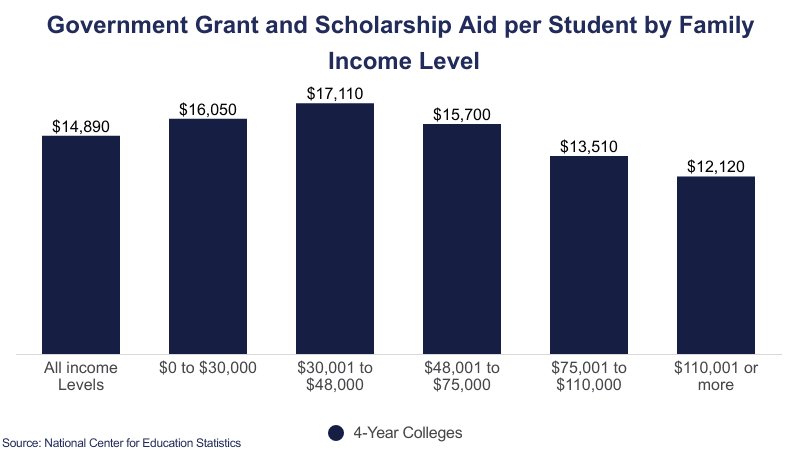 Government Grant and Scholarship Aid per Student by Family
Income Level
$14,890
$16,050
$17,110
$15,700
$13,510
$12,120
All income
Levels
$0 to $30,000
$30,001 to
$48,000
$48,001 to
$75,000
$75,001 to
$110,000
$110,001 or
more
4-Year Colleges
Source: National Center for Education Statistics